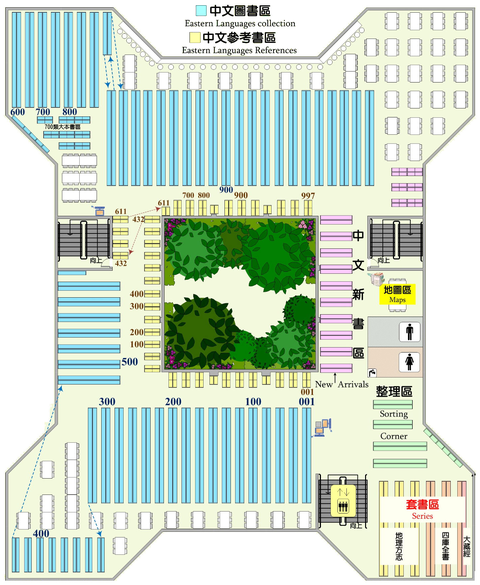 中文圖書區
Eastern Languages collection
中文參考書區
Eastern Languages References
600
700
800
700類大本書區
900
611
700
800
900
997
611
432
432
向上
向上
中文新書區
地圖區
Maps
400
300
200
100
500
New Arrivals
001
整理區
Sorting
Corner
300
200
100
001
400
向上
套書區
Series
地理方志
四庫全書
大藏經